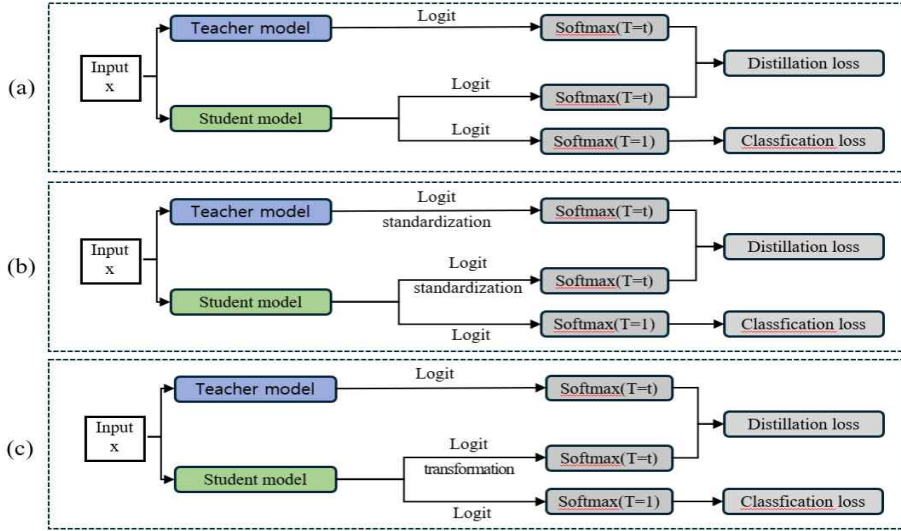 (a)
Input
x
Teacher model
Logit
Softmax(T=t)
Distillation loss
Logit
Softmax(T=t)
Student model
Logit
Softmax(T=1)
Classfication loss
(b)
Input
x
Teacher model
Logit
standardization
Softmax(T=t)
Distillation loss
Logit
standardization
Softmax(T=t)
Student model
Logit
Softmax(T=1)
Classfication loss
(c)
Input
x
Teacher model
Logit
Softmax(T=t)
Distillation loss
Logit
transformation
Softmax(T=t)
Student model
Logit
Softmax(T=1)
Classfication loss